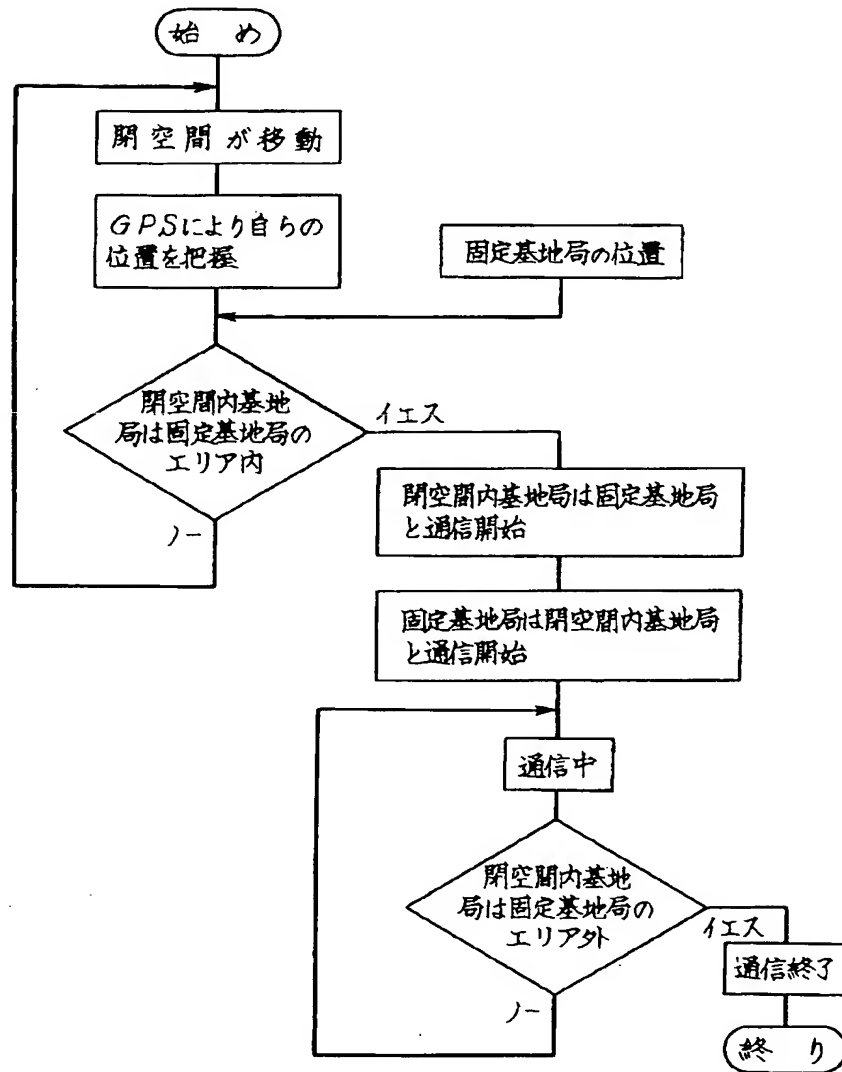 始め
閉空間が移動
GPSにより自らの
位置を把握
固定基地局の位置
閉空間内基地
局は固定基地局の
エリア内
イエス
ノー
閉空間内基地局は固定基地局
と通信開始
固定基地局は閉空間内基地局
と通信開始
通信中
閉空間内基地
局は固定基地局の
エリア外
イエス
ノー
通信終了
終り